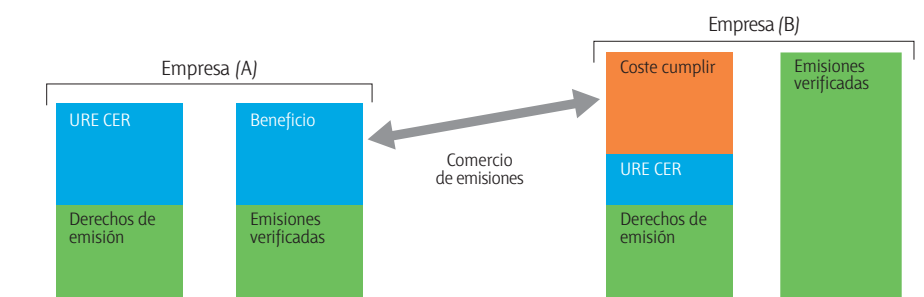 Empresa (A)
URE CER
Derechos de
emisión
Beneficio
Emisiones
verificadas
Comercio
de emisiones
Empresa (B)
Coste cumplir
URE CER
Derechos de
emisión
Emisiones
verificadas